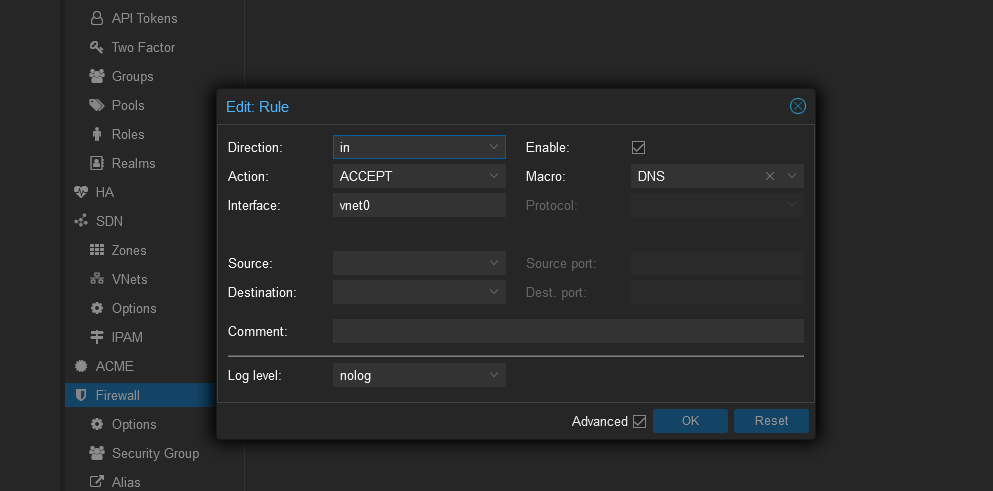 API Tokens
Two Factor
Groups
Pools
Roles
Realms
HA
SDN
Zones
VNets
Options
IPAM
ACME
Firewall
Options
Security Group
Alias
Edit: Rule
Direction: in Enable:
Action: ACCEPT Macro: DNS
Interface: vnet0 Protocol:
Source: Source port:
Destination: Dest. port:
Comment:
Log level: nolog
Advanced OK Reset